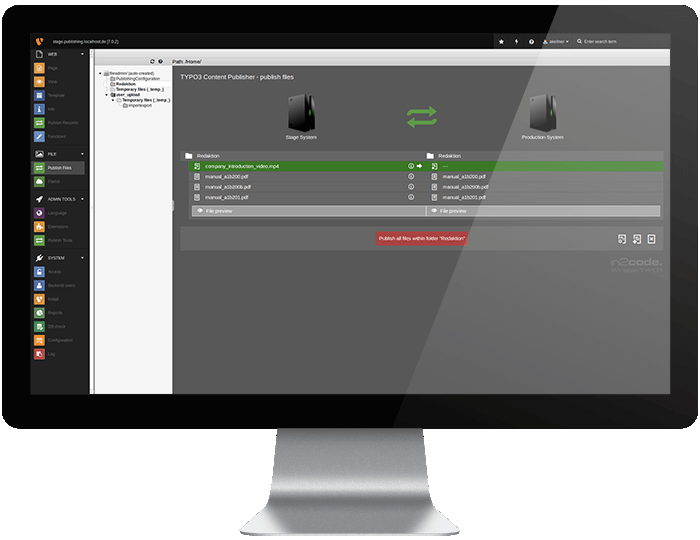 stage.publishing.localhost.de [7.0.2]
Enter search term
WEB
Page
View
Template
Info
Publish Records
Functions
FILE
Publish Files
Filelist
ADMIN TOOLS
Language
Extensions
Publish Tools
SYSTEM
Access
Backend users
Install
Reports
DB check
Configuration
Log
Path: /Home/
fileadmin/ (auto-created)
PublishingConfiguration
Redaktion
Temporary files (_temp_)
user_upload
Temporary files (_temp_)
importexport
TYPO3 Content Publisher - publish files
Stage System
Production System
Redaktion
Redaktion
company_introduction_video.mp4
---
manual_a1b200.pdf
manual_a1b200.pdf
manual_a1b200b.pdf
manual_a1b200b.pdf
manual_a1b201.pdf
manual_a1b201.pdf
File preview
File preview
Publish all files within folder "Redaktion"
in2code.